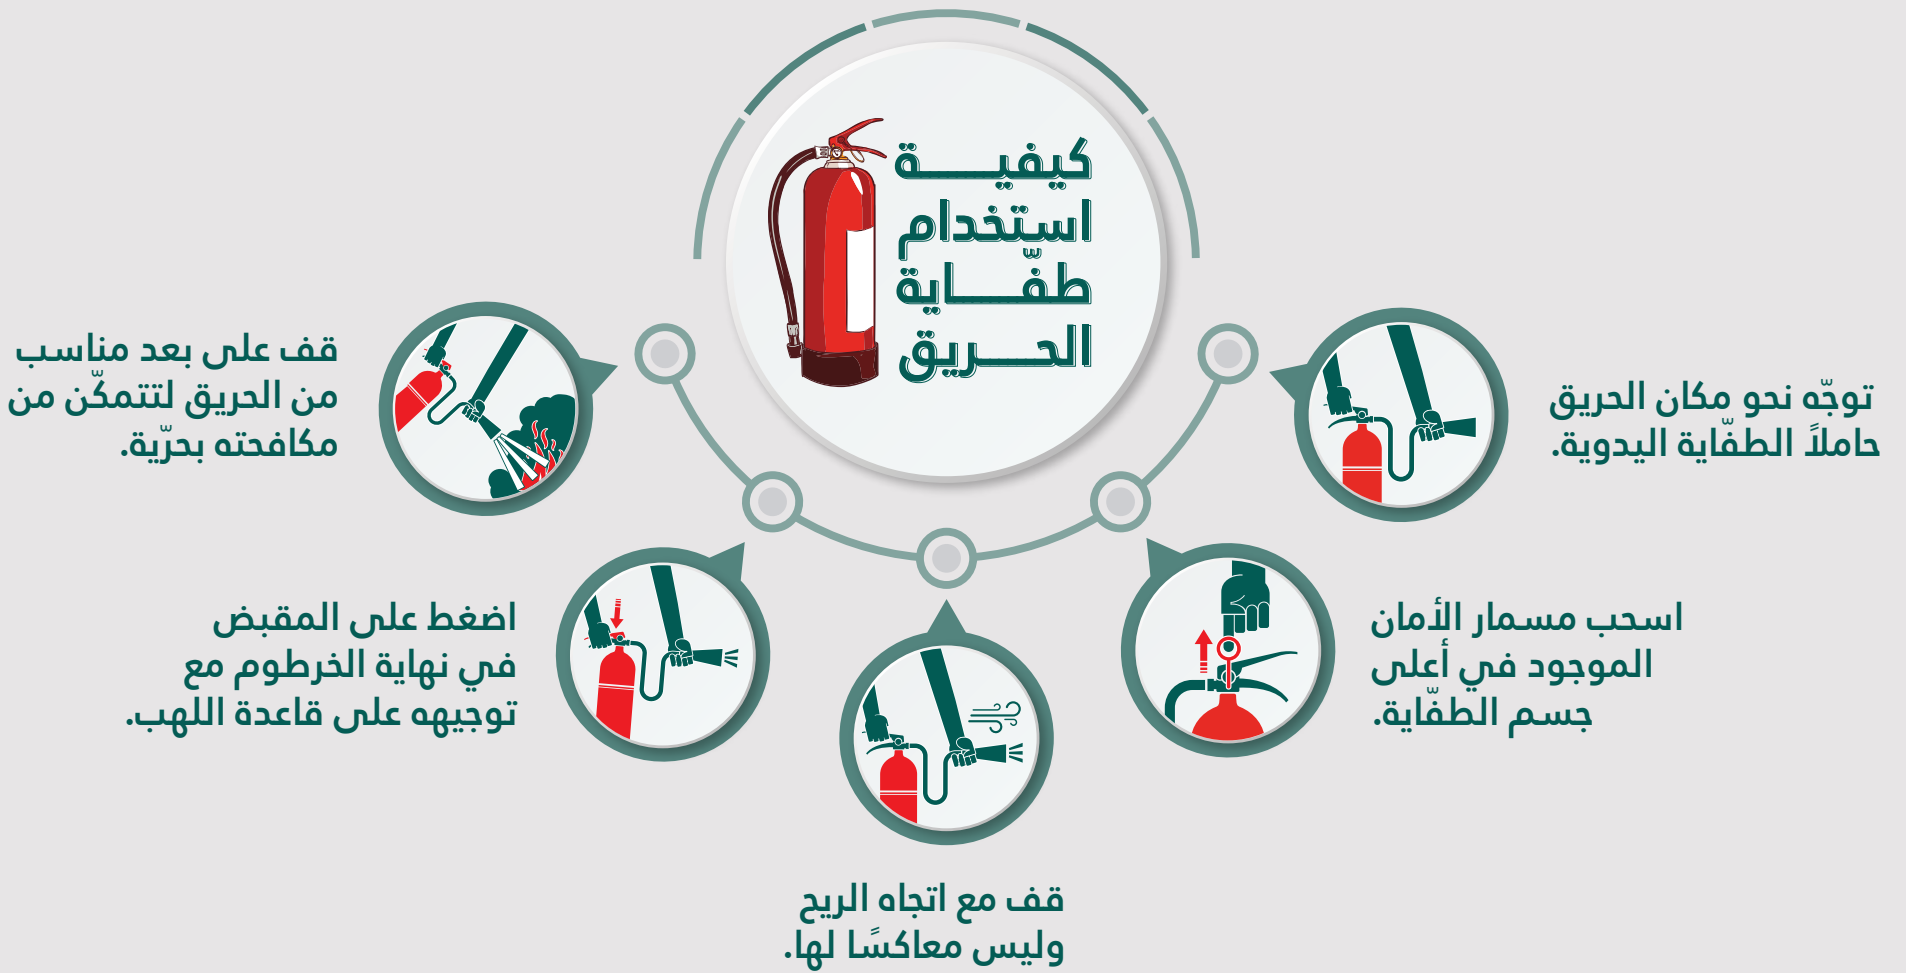 كيفية
استخدام
طفّاية
الحريق
توجّه نحو مكان الحريق
حاملاً الطفّاية اليدوية.
اسحب مسمار الأمان
الموجود في أعلى
جسم الطفّاية.
قف مع اتجاه الريح
وليس معاكسًا لها.
اضغط على المقبض
في نهاية الخرطوم مع
توجيهه على قاعدة اللهب.
قف على بعد مناسب
من الحريق لتتمكّن من
مكافحته بحرّية.